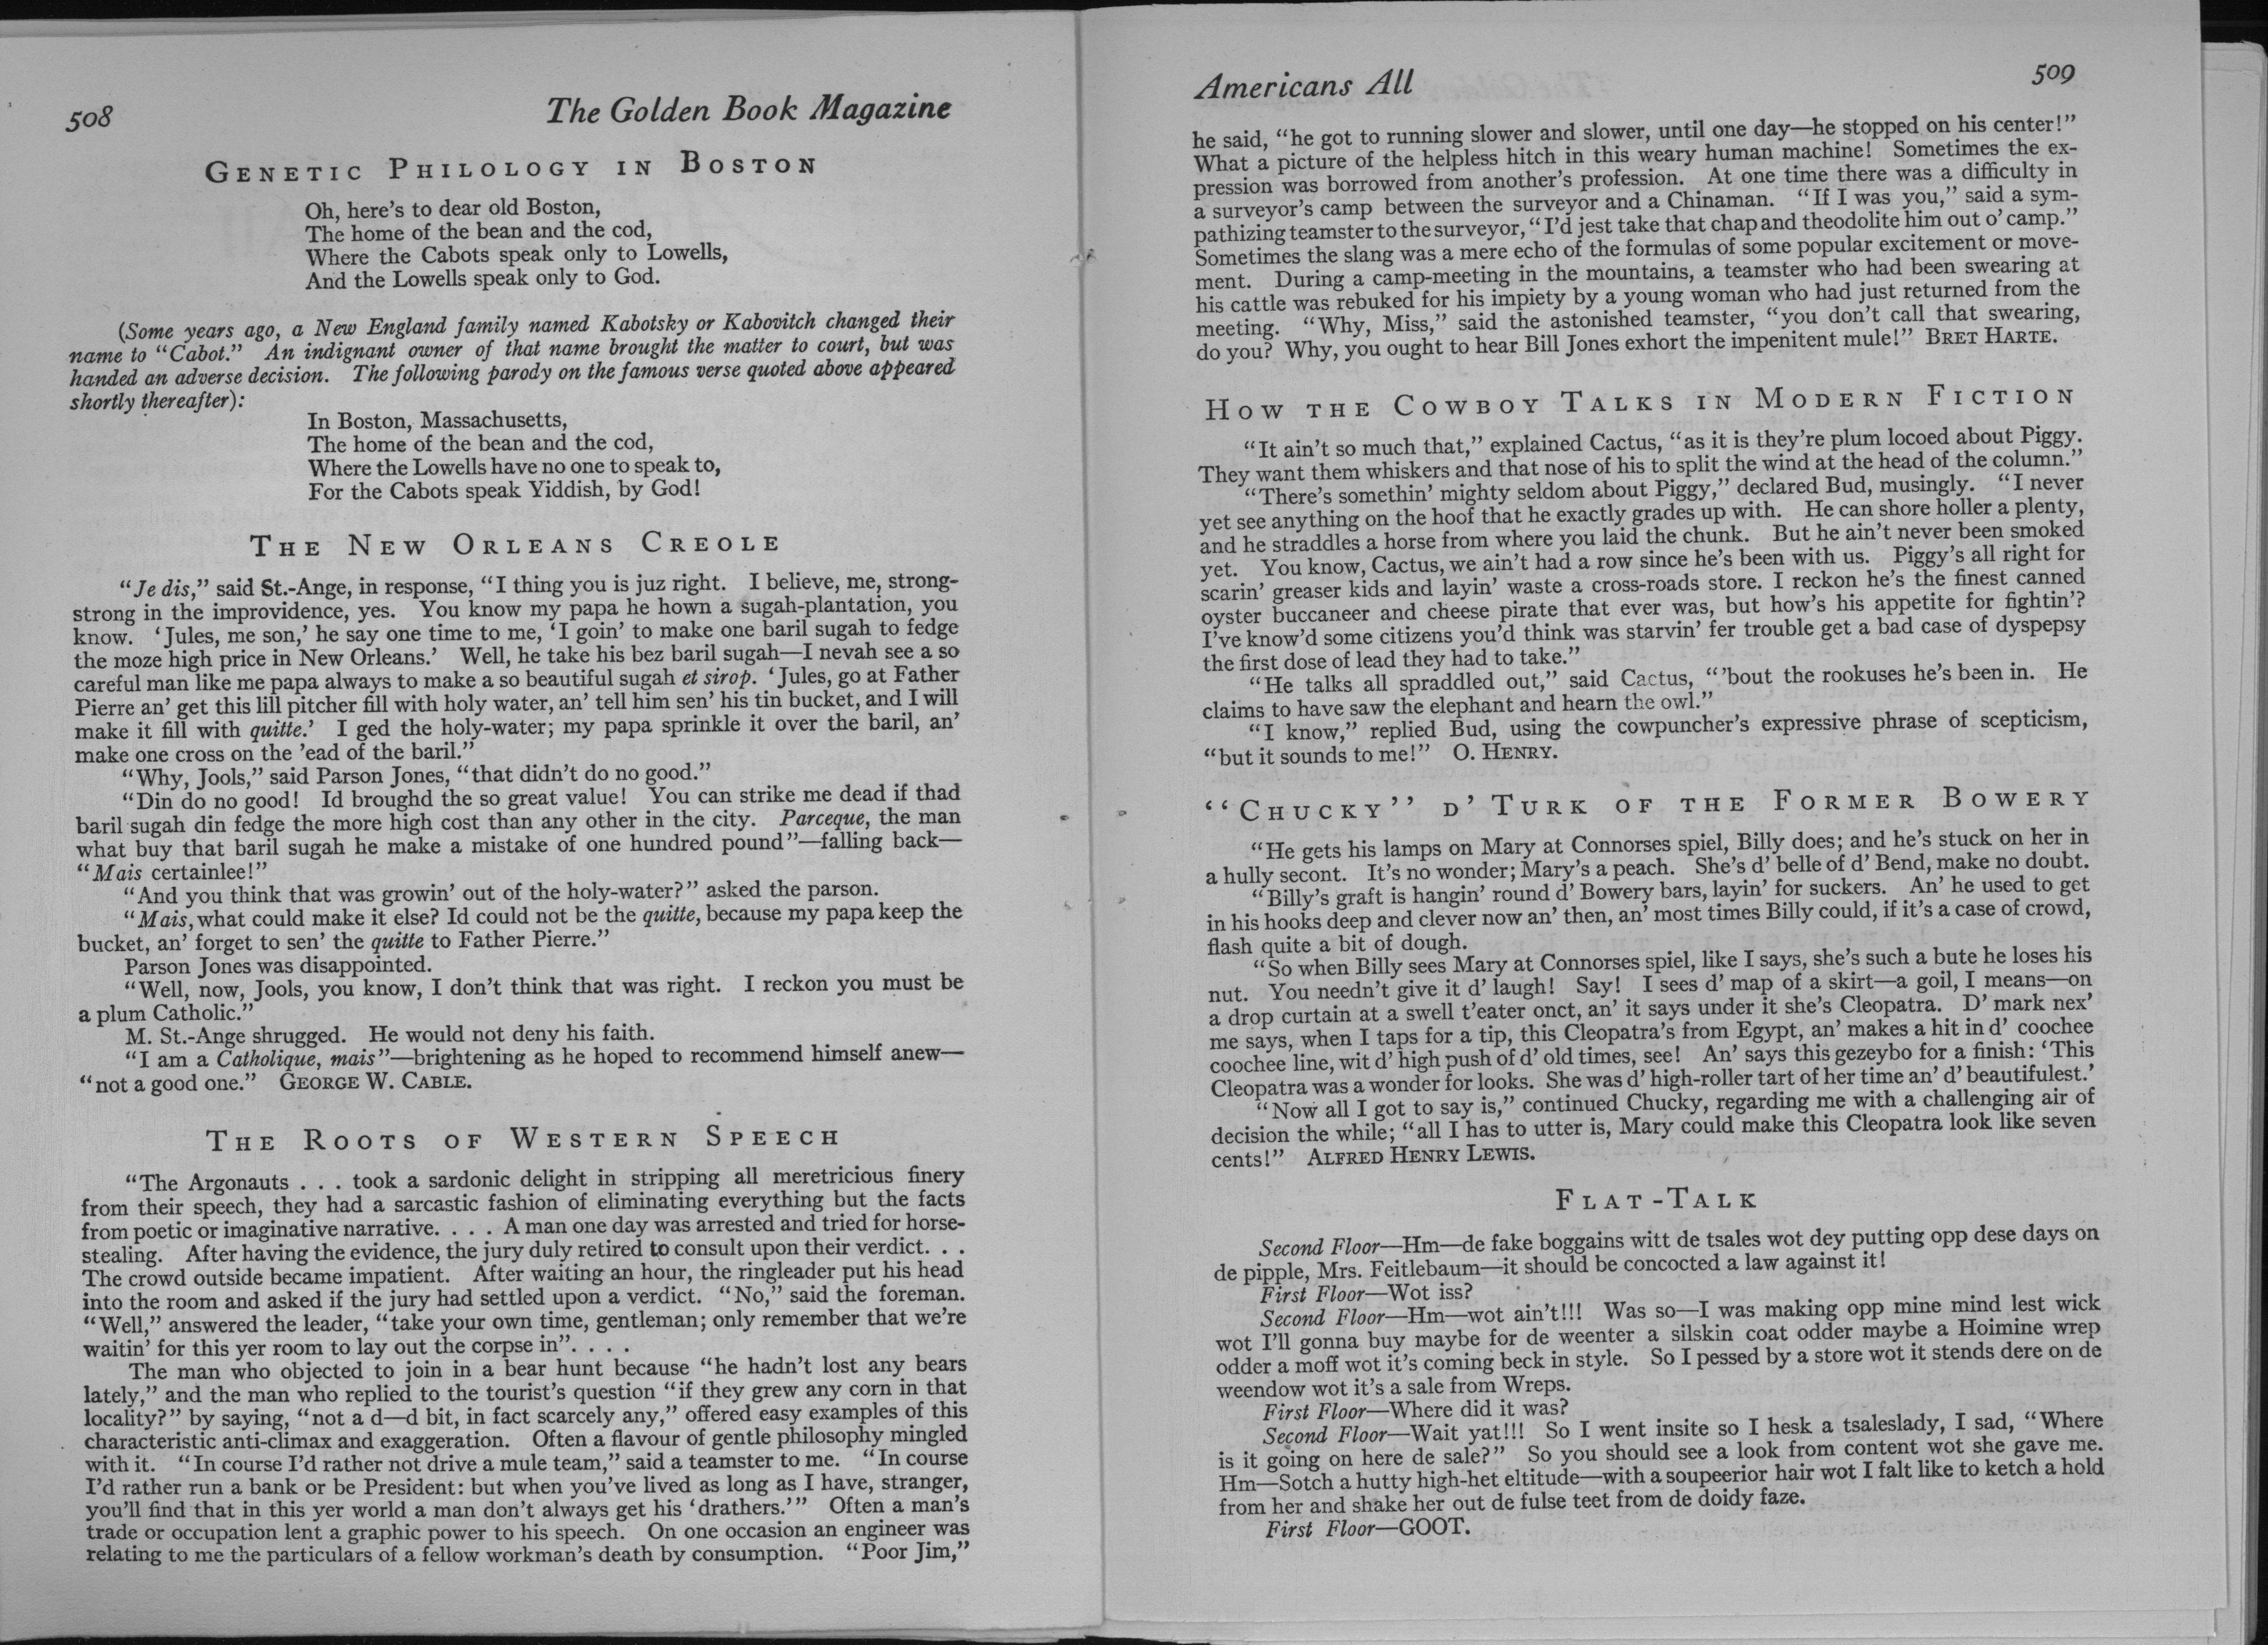 508
The Golden Book Magazine
GENETIC PHILOLOGY IN BOSTON
Oh, here's to dear old Boston,
The home of the bean and the cod,
Where the Cabots speak only to Lowells,
And the Lowells speak only to God.
(Some years ago, a New England family named Kabotsky or Kabovitch changed their
name to "Cabot." An indignant owner of that name brought the matter to court, but was
handed an adverse decision. The following parody on the famous verse quoted above appeared
shortly thereafter):
In Boston, Massachusetts,
The home of the bean and the cod,
Where the Lowells have no one to speak to,
For the Cabots speak Yiddish, by God!
THE NEW ORLEANS CREOLE
"Je dis," said St.-Ange, in response, "I thing you is juz right. I believe, me, strong-
strong in the improvidence, yes. You know my papa he hown a sugah-plantation, you
know. 'Jules, me son,' he say one time to me, 'I goin' to make one baril sugah to fedge
the moze high price in New Orleans.' Well, he take his bez baril sugah—I nevah see a so
careful man like me papa always to make a so beautiful sugah et sirop. 'Jules, go at Father
Pierre an' get this lill pitcher fill with holy water, an' tell him sen' his tin bucket, and I will
make it fill with quitte.' I ged the holy-water; my papa sprinkle it over the baril, an'
make one cross on the 'ead of the baril."
"Why, Jools," said Parson Jones, "that didn't do no good."
"Din do no good! Id broughd the so great value! You can strike me dead if thad
baril sugah din fedge the more high cost than any other in the city. Parceque, the man
what buy that baril sugah he make a mistake of one hundred pound"—falling back—
"Mais certainlee!"
"And you think that was growin' out of the holy-water?" asked the parson.
"Mais, what could make it else? Id could not be the quitte, because my papa keep the
bucket, an' forget to sen' the quitte to Father Pierre."
Parson Jones was disappointed.
"Well, now, Jools, you know, I don't think that was right. I reckon you must be
a plum Catholic."
M. St.-Ange shrugged. He would not deny his faith.
"I am a Catholique, mais"—brightening as he hoped to recommend himself anew—
"not a good one." GEORGE W. CABLE.
THE ROOTS OF WESTERN SPEECH
"The Argonauts . . . took a sardonic delight in stripping all meretricious finery
from their speech, they had a sarcastic fashion of eliminating everything but the facts
from poetic or imaginative narrative. . . . A man one day was arrested and tried for horse-
stealing. After having the evidence, the jury duly retired to consult upon their verdict. . .
The crowd outside became impatient. After waiting an hour, the ringleader put his head
into the room and asked if the jury had settled upon a verdict. "No," said the foreman.
"Well," answered the leader, "take your own time, gentleman; only remember that we're
waitin' for this yer room to lay out the corpse in". . . .
The man who objected to join in a bear hunt because "he hadn't lost any bears
lately," and the man who replied to the tourist's question "if they grew any corn in that
locality?" by saying, "not a d—d bit, in fact scarcely any," offered easy examples of this
characteristic anti-climax and exaggeration. Often a flavour of gentle philosophy mingled
with it. "In course I'd rather not drive a mule team," said a teamster to me. "In course
I'd rather run a bank or be President: but when you've lived as long as I have, stranger,
you'll find that in this yer world a man don't always get his 'drathers.'" Often a man's
trade or occupation lent a graphic power to his speech. On one occasion an engineer was
relating to me the particulars of a fellow workman's death by consumption. "Poor Jim,"
Americans All
509
he said, "he got to running slower and slower, until one day—he stopped on his center!"
What a picture of the helpless hitch in this weary human machine! Sometimes the ex-
pression was borrowed from another's profession. At one time there was a difficulty in
a surveyor's camp between the surveyor and a Chinaman. "If I was you," said a sym-
pathizing teamster to the surveyor, "I'd jest take that chap and theodolite him out o' camp."
Sometimes the slang was a mere echo of the formulas of some popular excitement or move-
ment. During a camp-meeting in the mountains, a teamster who had been swearing at
his cattle was rebuked for his impiety by a young woman who had just returned from the
meeting. "Why, Miss," said the astonished teamster, "you don't call that swearing,
do you? Why, you ought to hear Bill Jones exhort the impenitent mule!" BRET HARTE.
HOW THE COWBOY TALKS IN MODERN FICTION
"It ain't so much that," explained Cactus, "as it is they're plum locoed about Piggy.
They want them whiskers and that nose of his to split the wind at the head of the column."
"There's somethin' mighty seldom about Piggy," declared Bud, musingly. "I never
yet see anything on the hoof that he exactly grades up with. He can shore holler a plenty,
and he straddles a horse from where you laid the chunk. But he ain't never been smoked
yet. You know, Cactus, we ain't had a row since he's been with us. Piggy's all right for
scarin' greaser kids and layin' waste a cross-roads store. I reckon he's the finest canned
oyster buccaneer and cheese pirate that ever was, but how's his appetite for fightin'?
I've know'd some citizens you'd think was starvin' fer trouble get a bad case of dyspepsy
the first dose of lead they had to take."
"He talks all spraddled out," said Cactus, "'bout the rookuses he's been in. He
claims to have saw the elephant and hearn the owl."
"I know," replied Bud, using the cowpuncher's expressive phrase of scepticism,
"but it sounds to me!" O. HENRY.
"CHUCKY" D' TURK OF THE FORMER BOWERY
"He gets his lamps on Mary at Connorses spiel, Billy does; and he's stuck on her in
a hully secont. It's no wonder; Mary's a peach. She's d' belle of d' Bend, make no doubt.
"Billy's graft is hangin' round d' Bowery bars, layin' for suckers. An' he used to get
in his hooks deep and clever now an' then, an' most times Billy could, if it's a case of crowd,
flash quite a bit of dough.
"So when Billy sees Mary at Connorses spiel, like I says, she's such a bute he loses his
nut. You needn't give it d' laugh! Say! I sees d' map of a skirt—a goil, I means—on
a drop curtain at a swell t'eater onct, an' it says under it she's Cleopatra. D' mark nex'
me says, when I taps for a tip, this Cleopatra's from Egypt, an' makes a hit in d' coochee
coochee line, wit d' high push of d' old times, see! An' says this gezeybo for a finish: 'This
Cleopatra was a wonder for looks. She was d' high-roller tart of her time an' d' beautifulest.'
"Now all I got to say is," continued Chucky, regarding me with a challenging air of
decision the while; "all I has to utter is, Mary could make this Cleopatra look like seven
cents!" ALFRED HENRY LEWIS.
FLAT-TALK
Second Floor—Hm—de fake boggains witt de tsales wot dey putting opp dese days on
de pipple, Mrs. Feitlebaum—it should be concocted a law against it!
First Floor—Wot iss?
Second Floor—Hm—wot ain't!!! Was so—I was making opp mine mind lest wick
wot I'll gonna buy maybe for de weenter a silskin coat odder maybe a Hoimine wrep
odder a moff wot it's coming beck in style. So I pessed by a store wot it stends dere on de
weendow wot it's a sale from Wreps.
First Floor—Where did it was?
Second Floor—Wait yat!!! So I went insite so I hesk a tsaleslady, I sad, "Where
is it going on here de sale?" So you should see a look from content wot she gave me.
Hm—Sotch a hutty high-het eltitude—with a soupeerior hair wot I falt like to ketch a hold
from her and shake her out de fulse teet from de doidy faze.
First Floor—GOOT.